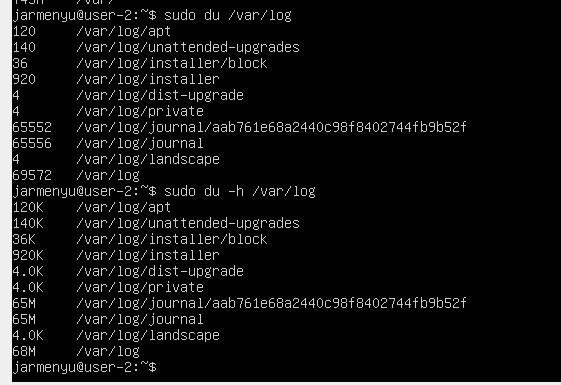 jarmenyu@user-2:~$ sudo du /var/log
120     /var/log/apt
140     /var/log/unattended-upgrades
36      /var/log/installer/block
920     /var/log/installer
4       /var/log/dist-upgrade
4       /var/log/private
65552   /var/log/journal/aab761e68a2440c98f8402744fb9b52f
65556   /var/log/journal
4       /var/log/landscape
69572   /var/log
jarmenyu@user-2:~$ sudo du -h /var/log
120K    /var/log/apt
140K    /var/log/unattended-upgrades
36K     /var/log/installer/block
920K    /var/log/installer
4.0K    /var/log/dist-upgrade
4.0K    /var/log/private
65M     /var/log/journal/aab761e68a2440c98f8402744fb9b52f
65M     /var/log/journal
4.0K    /var/log/landscape
68M     /var/log
jarmenyu@user-2:~$